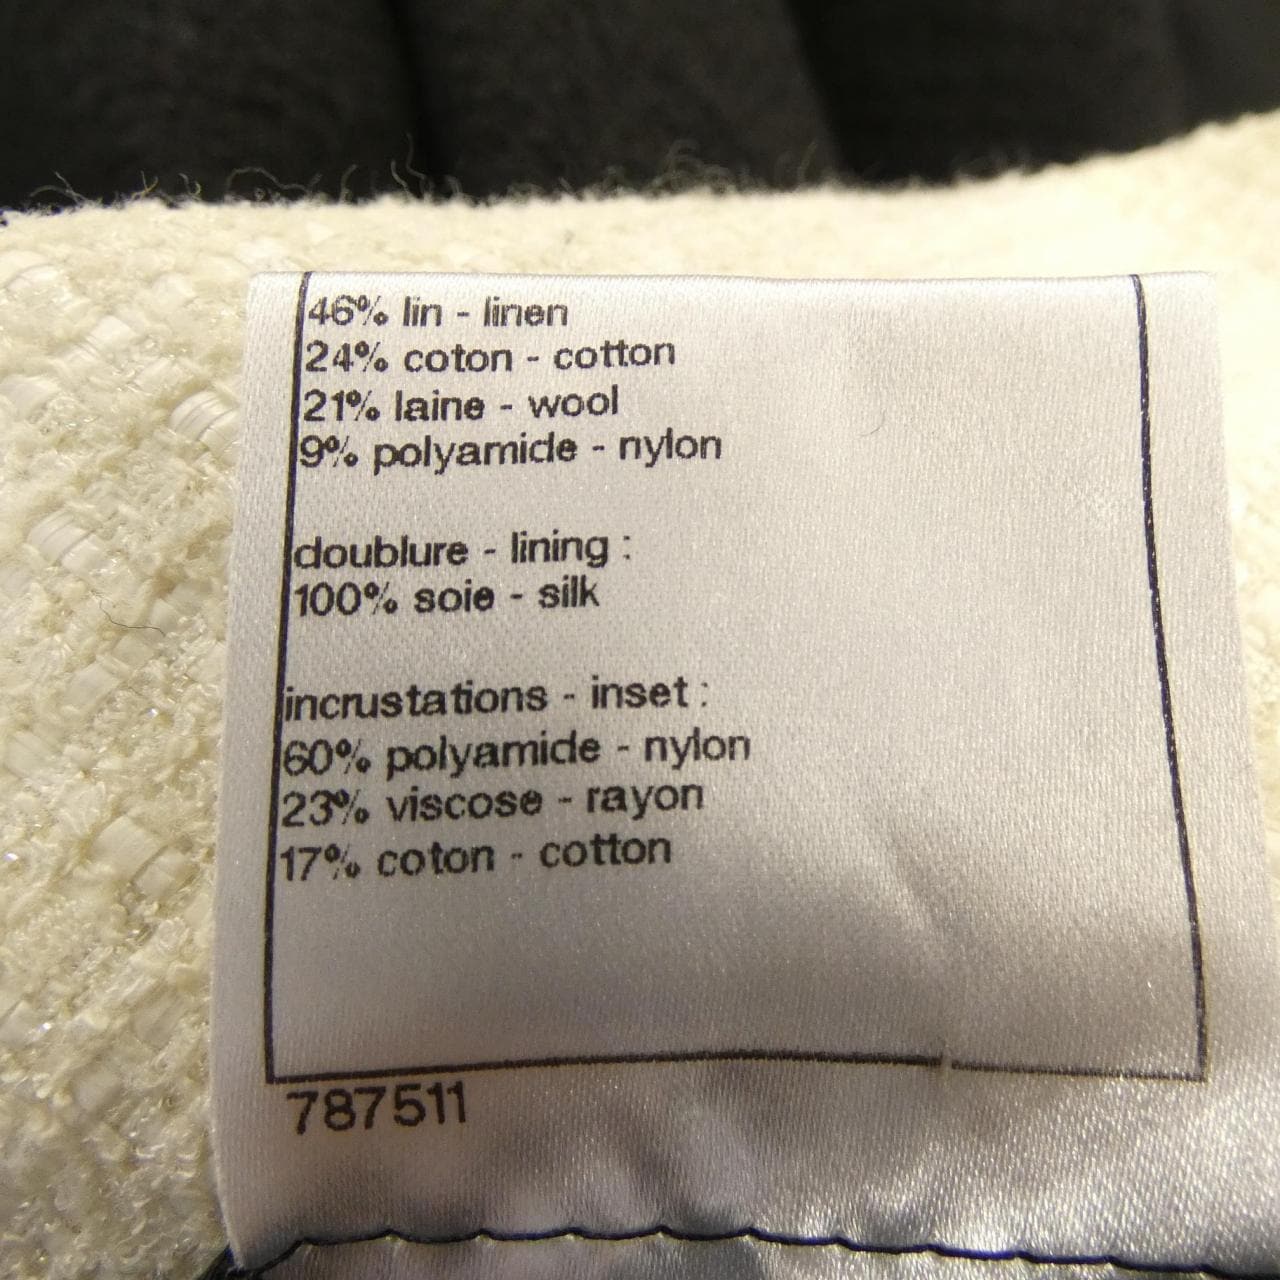 46% lin - linen
24% coton - cotton
21% laine - wool
9% polyamide - nylon
doublure - lining :
100% soie - silk
incrustations - inset :
60% polyamide - nylon
23% viscose - rayon
17% coton - cotton
787511